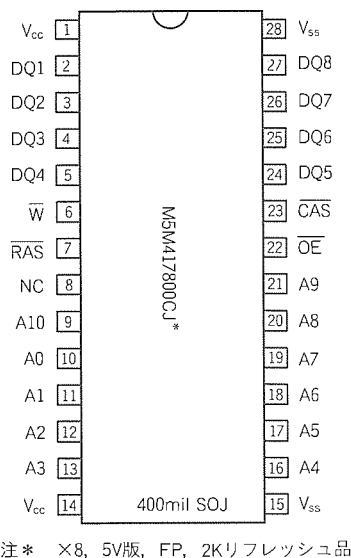 Vcc 1 28 Vss
DQ1 2 27 DQ8
DQ2 3 26 DQ7
DQ3 4 25 DQ6
DQ4 5 24 DQ5
W̅ 6 23 C̅A̅S̅
R̅A̅S̅ 7 22 O̅E̅
NC 8 21 A9
A10 9 20 A8
A0 10 19 A7
A1 11 18 A6
A2 12 17 A5
A3 13 16 A4
Vcc 14 15 Vss
M5M417800CJ*
400mil SOJ
注* ×8, 5V版, FP, 2Kリフレッシュ品